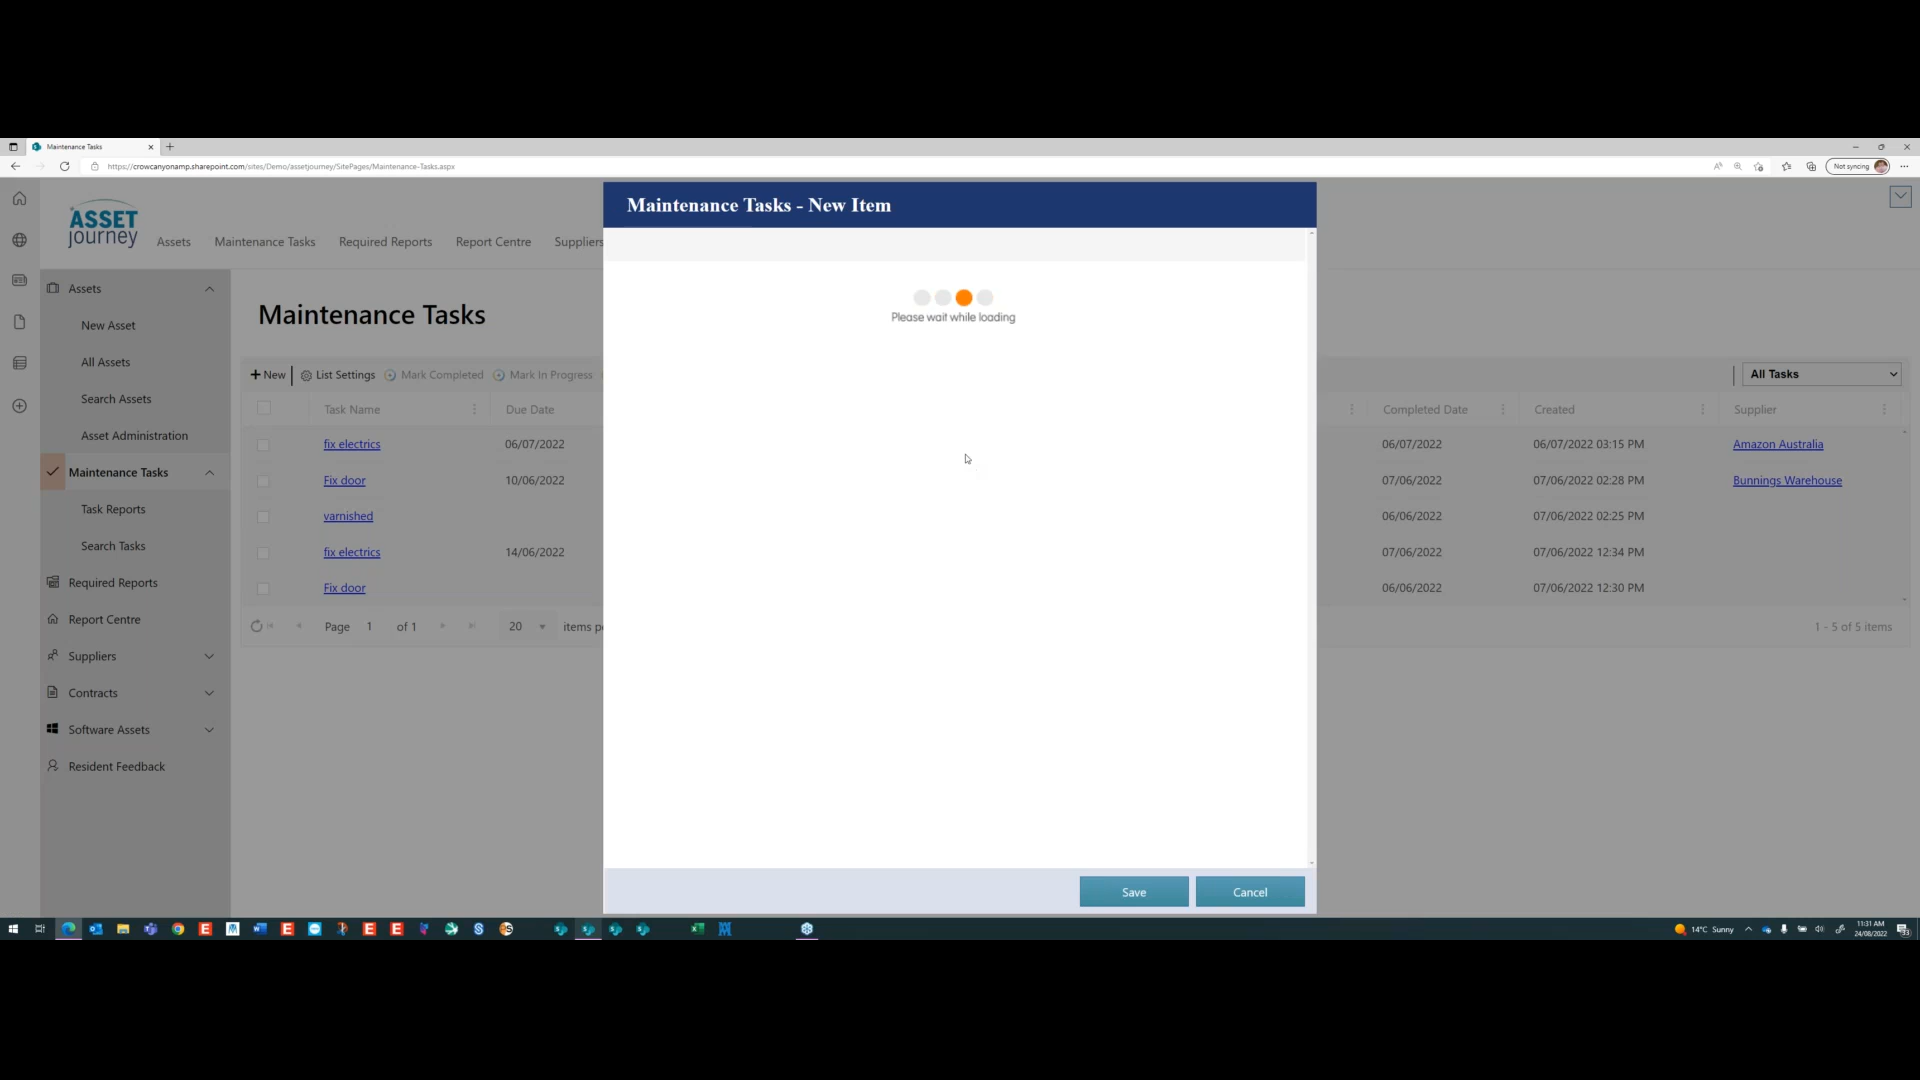 Maintenance Tasks
https://crowcanyonamp.sharepoint.com/sites/Demo/assetjourney/SitePages/Maintenance-Tasks.aspx
Not syncing
ASSET
journey
Assets Maintenance Tasks Required Reports Report Centre Suppliers
Maintenance Tasks - New Item
Please wait while loading
Save Cancel
Assets
New Asset
All Assets
Search Assets
Asset Administration
Maintenance Tasks
Task Reports
Search Tasks
Required Reports
Report Centre
Suppliers
Contracts
Software Assets
Resident Feedback
Maintenance Tasks
New List Settings Mark Completed Mark In Progress All Tasks
Task Name Due Date Completed Date Created Supplier
fix electrics 06/07/2022 06/07/2022 06/07/2022 03:15 PM Amazon Australia
Fix door 10/06/2022 07/06/2022 07/06/2022 02:28 PM Bunnings Warehouse
varnished 06/06/2022 07/06/2022 02:25 PM
fix electrics 14/06/2022 07/06/2022 07/06/2022 12:34 PM
Fix door 06/06/2022 07/06/2022 12:30 PM
Page 1 of 1 20 items p 1 - 5 of 5 items
14°C Sunny
11:31 AM
24/08/2022